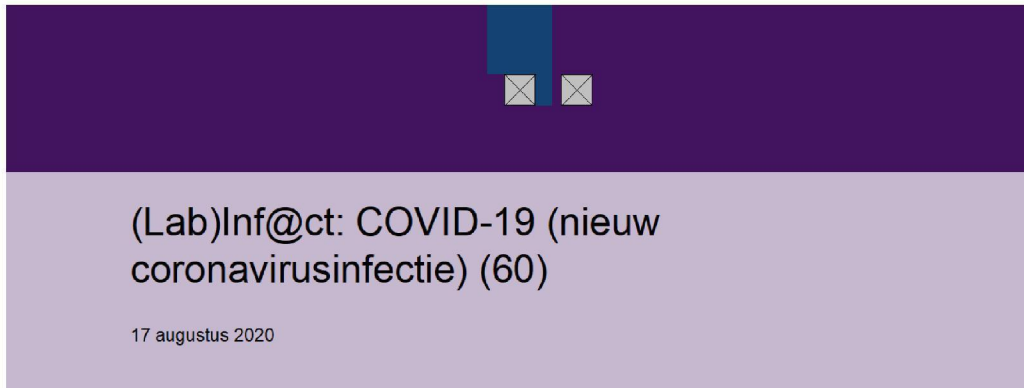 (Lab)Inf@ct: COVID-19 (nieuw
coronavirusinfectie) (60)
17 augustus 2020